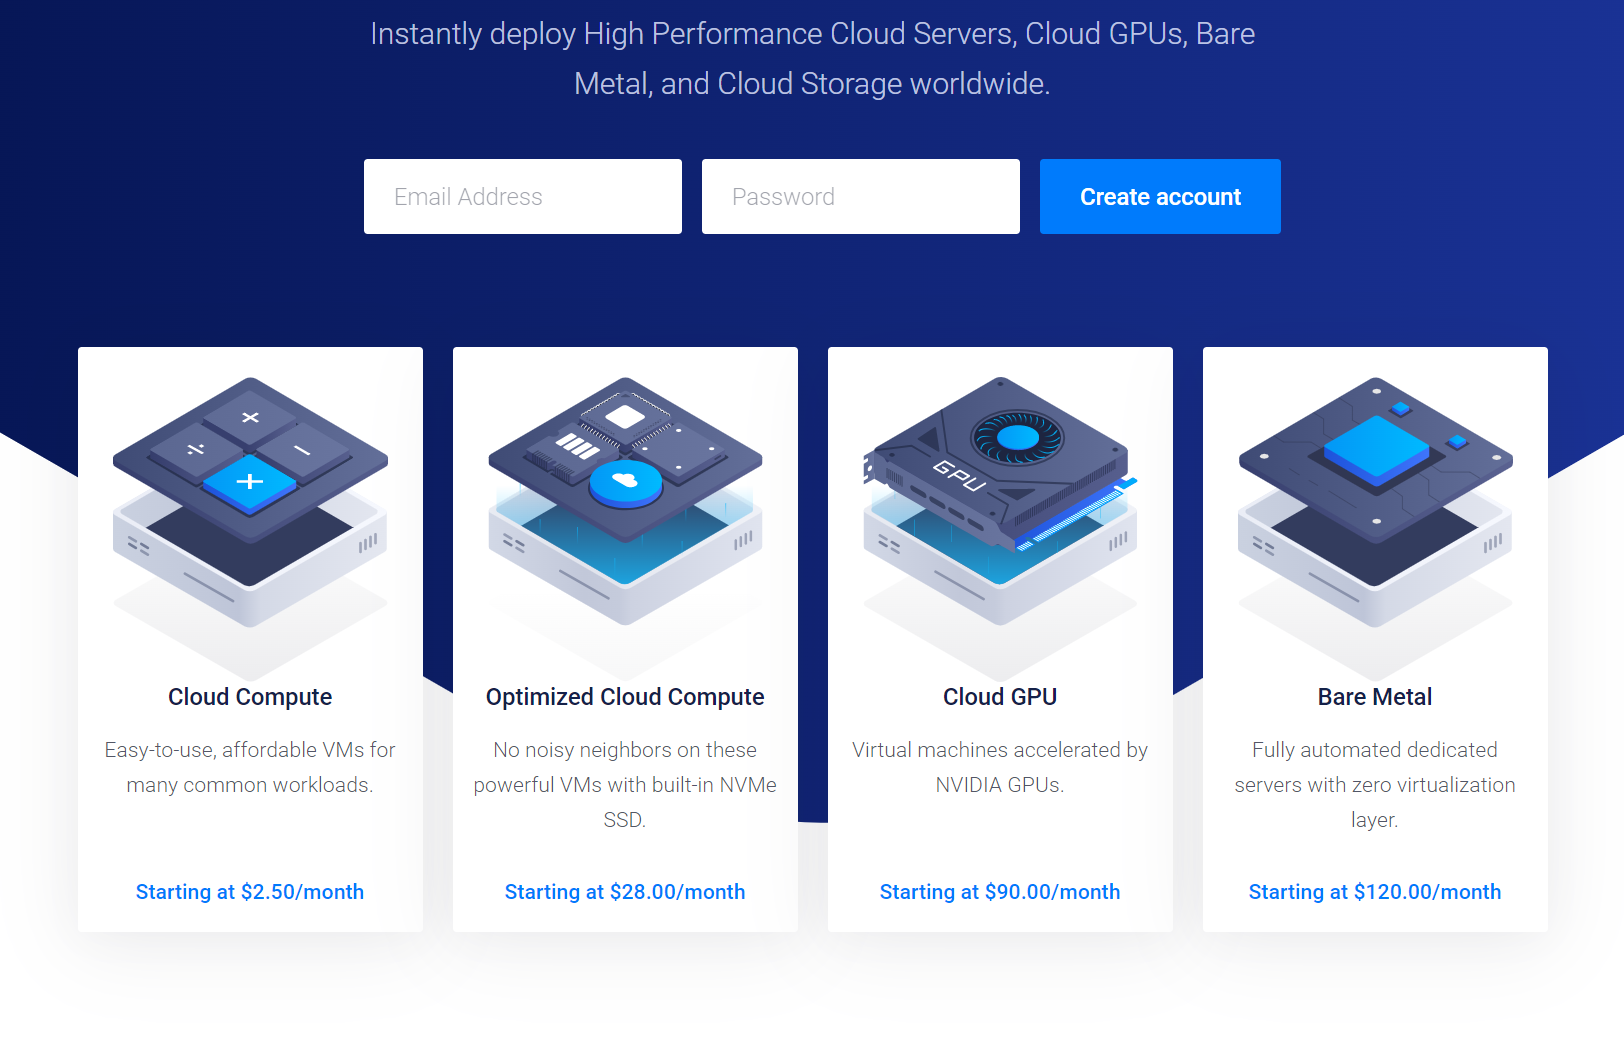 Instantly deploy High Performance Cloud Servers, Cloud GPUs, Bare
Metal, and Cloud Storage worldwide.
Email Address
Password
Create account
GPU
Cloud Compute
Easy-to-use, affordable VMs for
many common workloads.
Starting at $2.50/month
Optimized Cloud Compute
No noisy neighbors on these
powerful VMs with built-in NVMe
SSD.
Starting at $28.00/month
Cloud GPU
Virtual machines accelerated by
NVIDIA GPUs.
Starting at $90.00/month
Bare Metal
Fully automated dedicated
servers with zero virtualization
layer.
Starting at $120.00/month